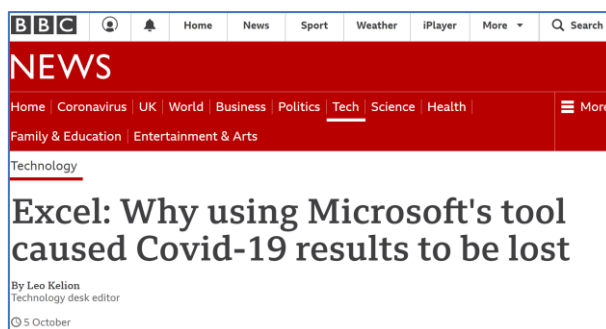 BBC Home News Sport Weather iPlayer More Search
NEWS
Home Coronavirus UK World Business Politics Tech Science Health More
Family & Education Entertainment & Arts
Technology
Excel: Why using Microsoft's tool
caused Covid-19 results to be lost
By Leo Kelion
Technology desk editor
5 October